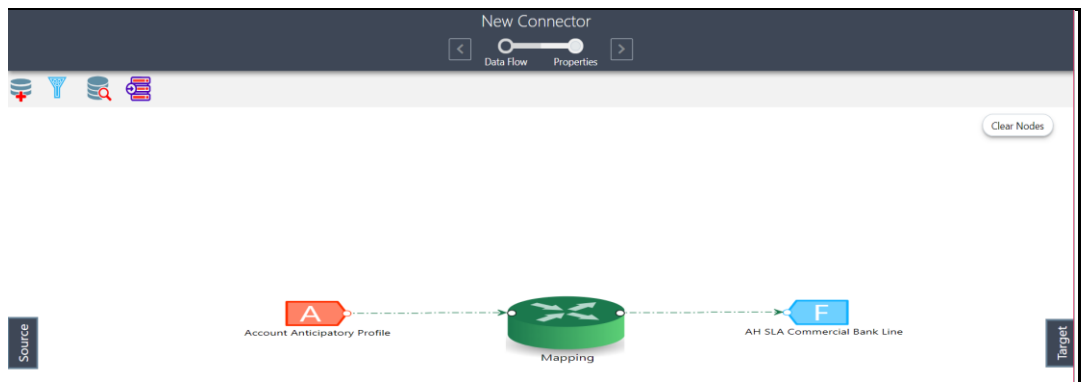 New Connector
<
>
Data Flow
Properties
Clear Nodes
A
F
Account Anticipatory Profile
AH SLA Commercial Bank Line
Mapping
Source
Target